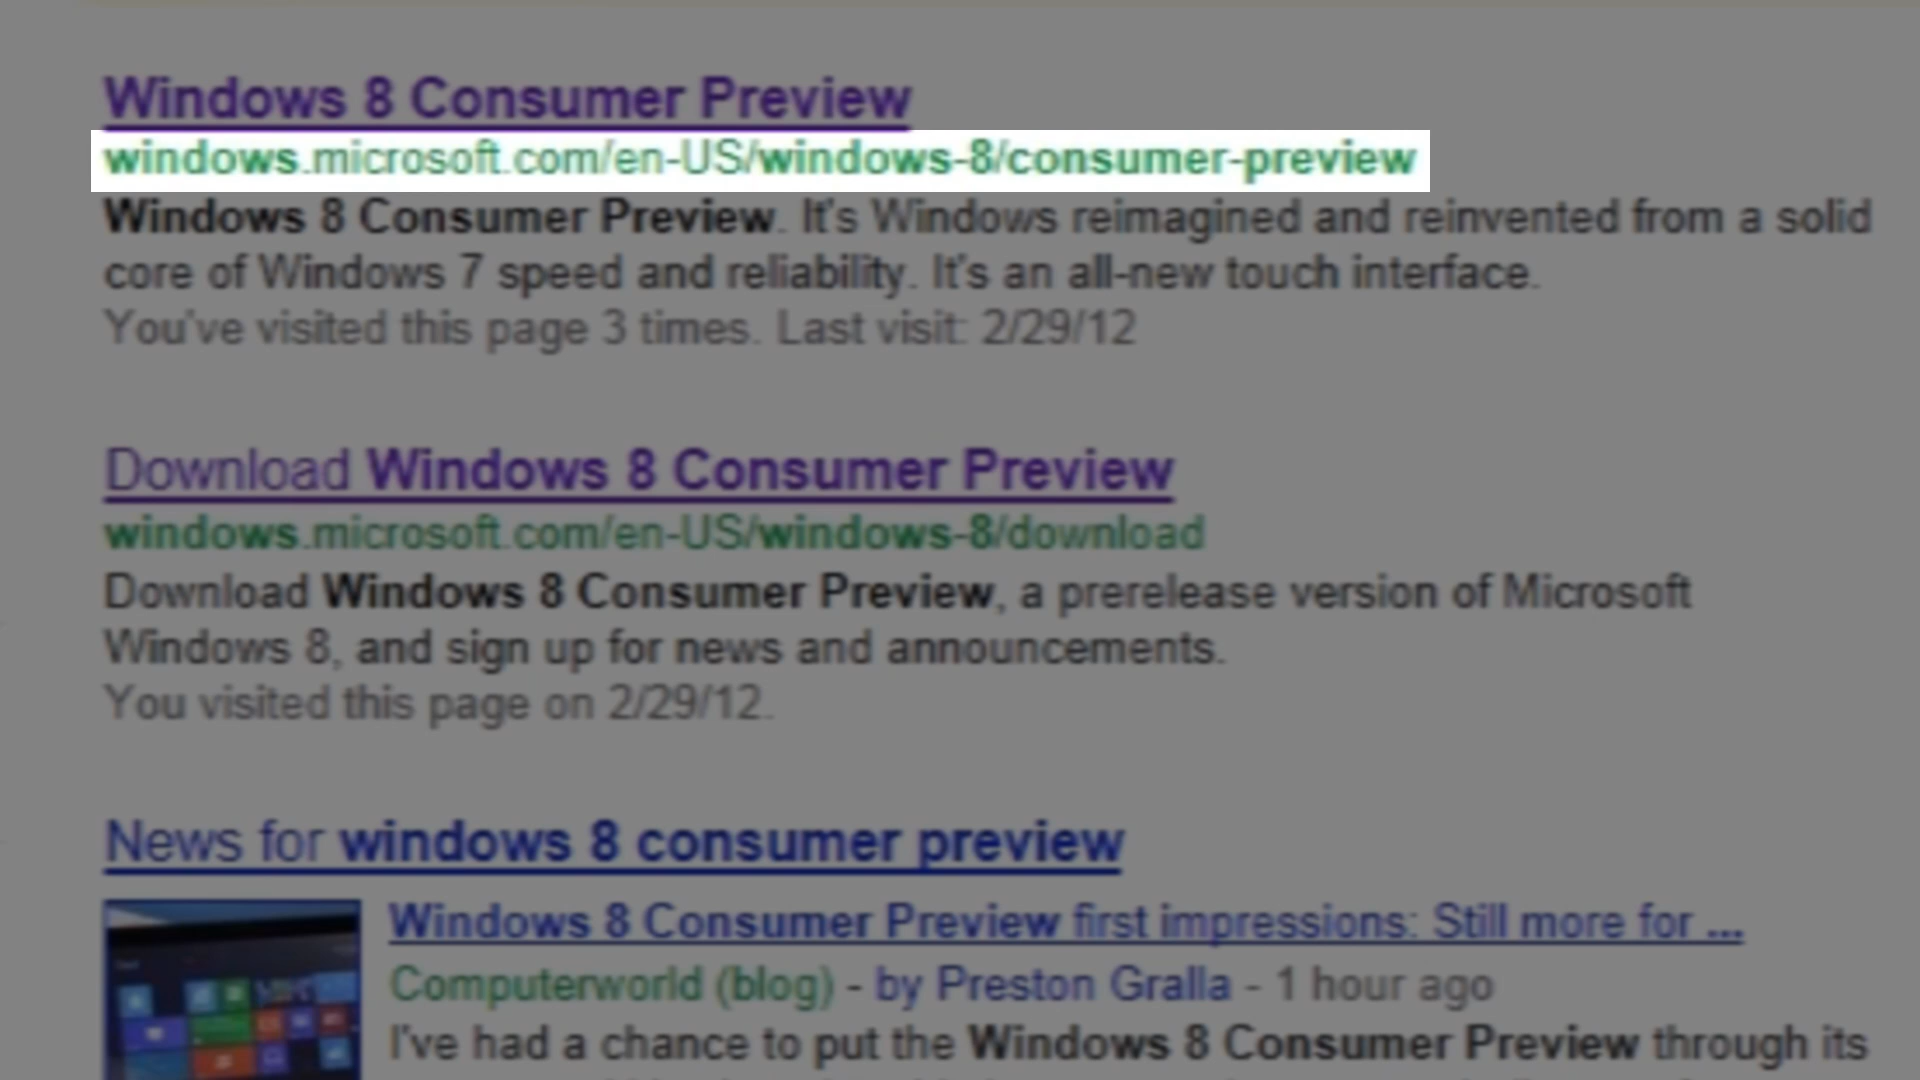 Windows 8 Consumer Preview
windows.microsoft.com/en-US/windows-8/consumer-preview
Windows 8 Consumer Preview. It's Windows reimagined and reinvented from a solid
core of Windows 7 speed and reliability. It's an all-new touch interface.
You've visited this page 3 times. Last visit: 2/29/12
Download Windows 8 Consumer Preview
windows.microsoft.com/en-US/windows-8/download
Download Windows 8 Consumer Preview, a prerelease version of Microsoft
Windows 8, and sign up for news and announcements.
You visited this page on 2/29/12.
News for windows 8 consumer preview
Windows 8 Consumer Preview first impressions: Still more for ...
Computerworld (blog) - by Preston Gralla - 1 hour ago
I've had a chance to put the Windows 8 Consumer Preview through its